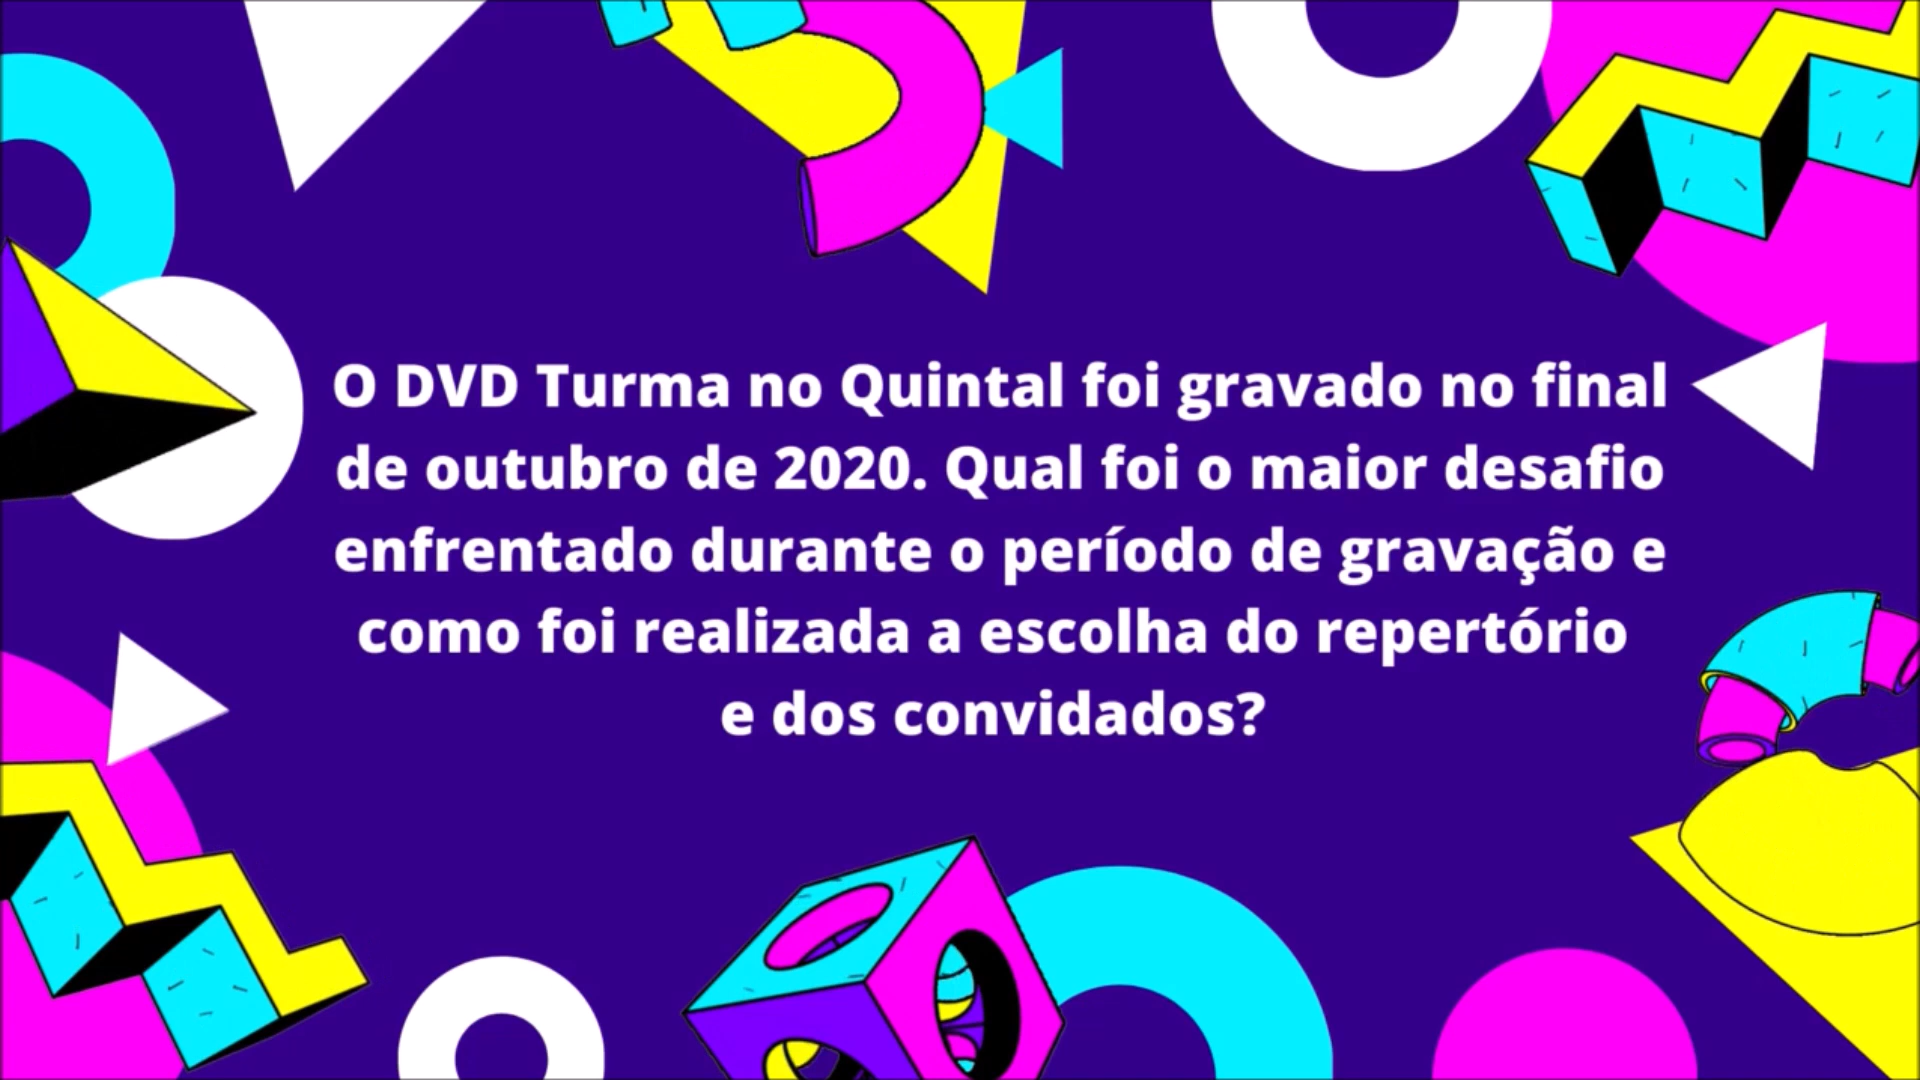 O DVD Turma no Quintal foi gravado no final
de outubro de 2020. Qual foi o maior desafio
enfrentado durante o período de gravação e
como foi realizada a escolha do repertório
e dos convidados?